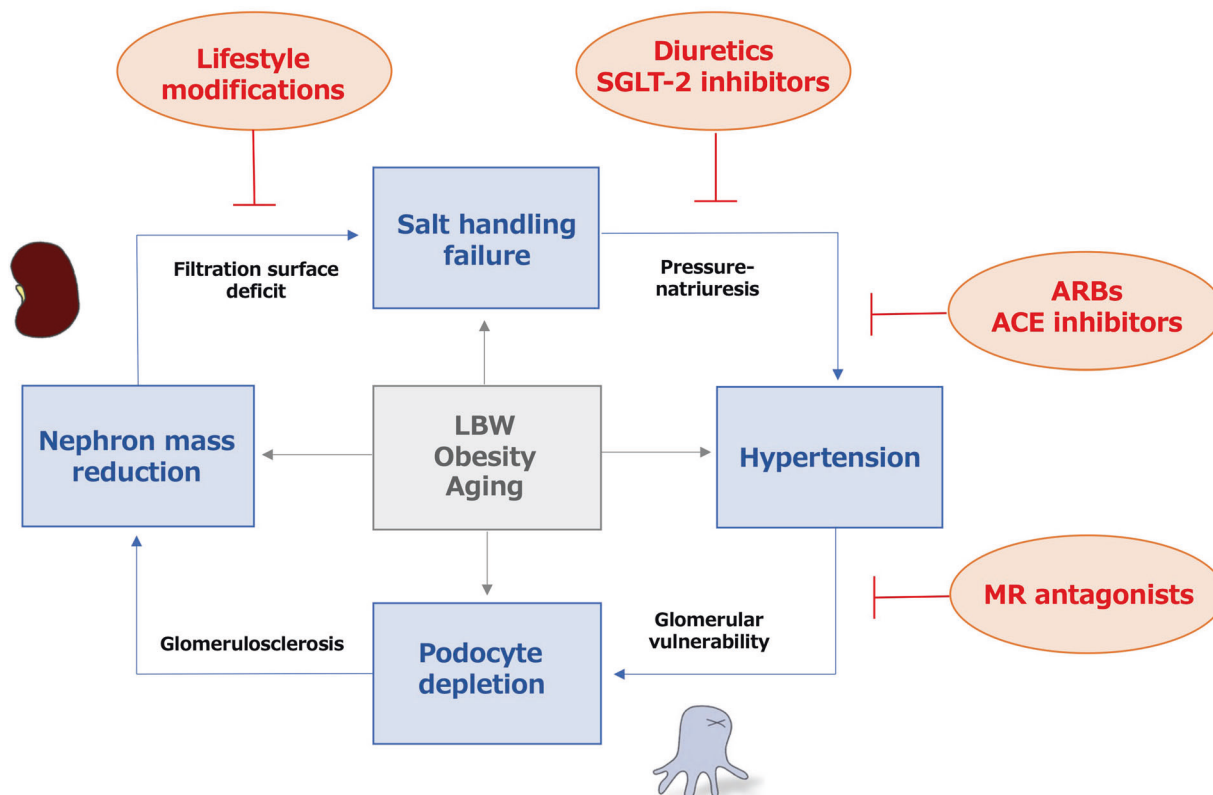 Lifestyle
modifications
Diuretics
SGLT-2 inhibitors
Salt handling
failure
Filtration surface
deficit
Pressure-
natriuresis
ARBs
ACE inhibitors
Nephron mass
reduction
LBW
Obesity
Aging
Hypertension
MR antagonists
Glomerulosclerosis
Podocyte
depletion
Glomerular
vulnerability